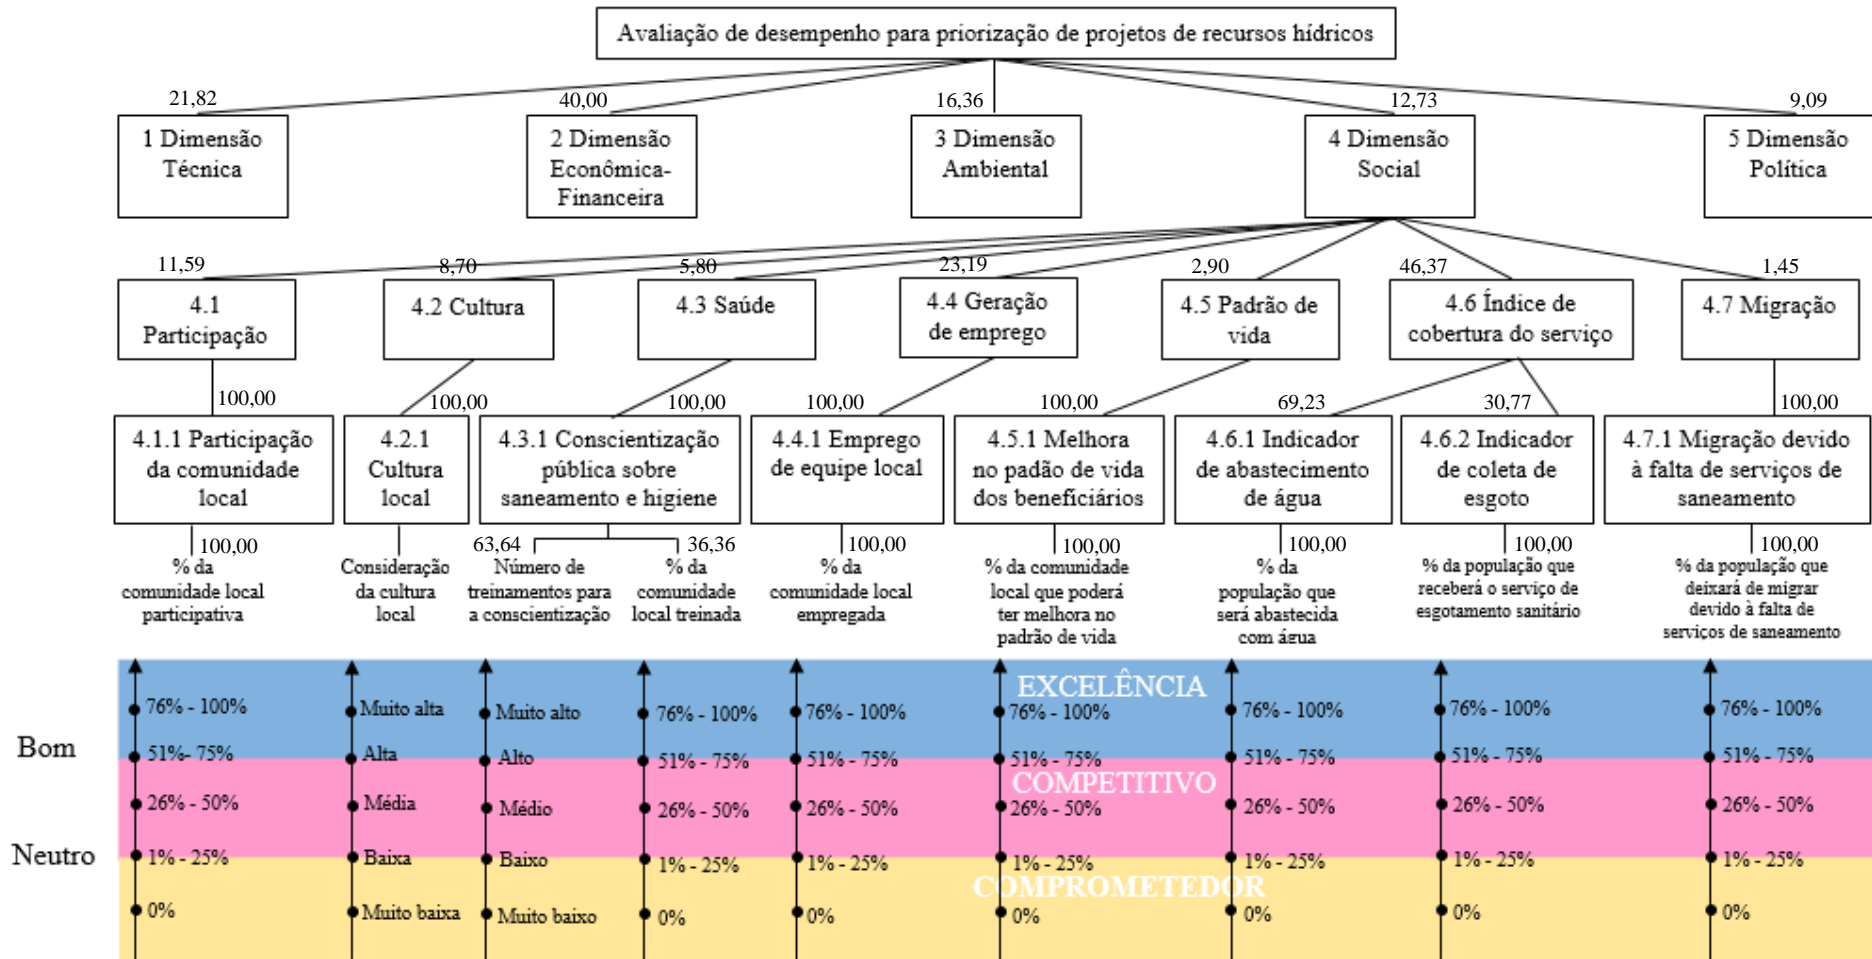 Avaliação de desempenho para priorização de projetos de recursos hídricos
21,82
40,00
16,36
12,73
9,09
1 Dimensão
Técnica
2 Dimensão
Econômica-
Financeira
3 Dimensão
Ambiental
4 Dimensão
Social
5 Dimensão
Política
11,59
8,70
5,80
23,19
2,90
46,37
1,45
4.1
Participação
4.2 Cultura
4.3 Saúde
4.4 Geração
de emprego
4.5 Padrão de
vida
4.6 Índice de
cobertura do serviço
4.7 Migração
100,00
100,00
100,00
100,00
100,00
69,23
30,77
100,00
4.1.1 Participação
da comunidade
local
4.2.1
Cultura
local
4.3.1 Conscientização
pública sobre
saneamento e higiene
4.4.1 Emprego
de equipe local
4.5.1 Melhora
no padão de vida
dos beneficiários
4.6.1 Indicador
de abastecimento
de água
4.6.2 Indicador
de coleta de
esgoto
4.7.1 Migração devido
à falta de serviços de
saneamento
100,00
63,64
36,36
100,00
100,00
100,00
100,00
100,00
% da
comunidade local
participativa
Consideração
da cultura
local
Número de
treinamentos para
a conscientização
% da
comunidade
local treinada
% da
comunidade local
empregada
% da comunidade
local que poderá
ter melhora no
padrão de vida
% da
população que
será abastecida
com água
% da população que
receberá o serviço de
esgotamento sanitário
% da população que
deixará de migrar
devido à falta de
serviços de saneamento
EXCELÊNCIA
76% - 100%
Muito alta
Muito alto
76% - 100%
76% - 100%
76% - 100%
76% - 100%
76% - 100%
76% - 100%
Bom
51%- 75%
Alta
Alto
51% - 75%
51% - 75%
51% - 75%
51% - 75%
51% - 75%
51% - 75%
COMPETITIVO
26% - 50%
Média
Médio
26% - 50%
26% - 50%
26% - 50%
26% - 50%
26% - 50%
26% - 50%
Neutro
1% - 25%
Baixa
Baixo
1% - 25%
1% - 25%
1% - 25%
1% - 25%
1% - 25%
1% - 25%
COMPROMETEDOR
0%
Muito baixa
Muito baixo
0%
0%
0%
0%
0%
0%